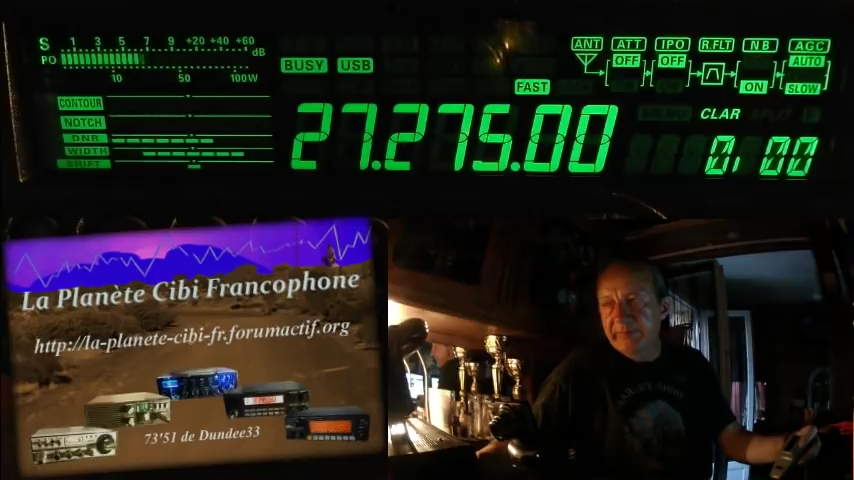 S 1 3 5 7 9 +20 +40 +60 dB
PO 10 50 100W
BUSY USB
FAST
ANT ATT IPO R.FLT NB AGC
OFF OFF AUTO
ON SLOW
CONTOUR
NOTCH
DNR
WIDTH
SHIFT
27.275.00
CLAR
0.00
La Planète Cibi Francophone
http://la-planete-cibi-fr.forumactif.org
73'51 de Dundee33